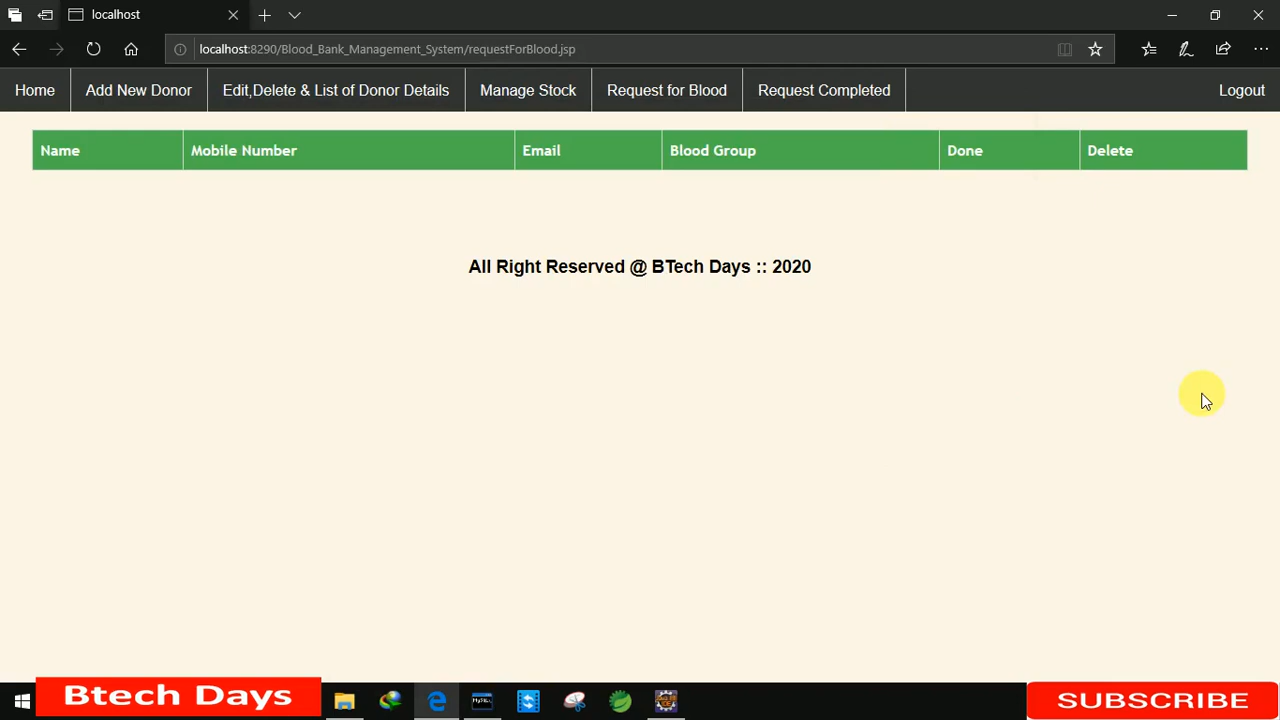 localhost
localhost:8290/Blood_Bank_Management_System/requestForBlood.jsp
Home Add New Donor Edit,Delete & List of Donor Details Manage Stock Request for Blood Request Completed Logout
Name Mobile Number Email Blood Group Done Delete
All Right Reserved @ BTech Days :: 2020
Btech Days
SUBSCRIBE